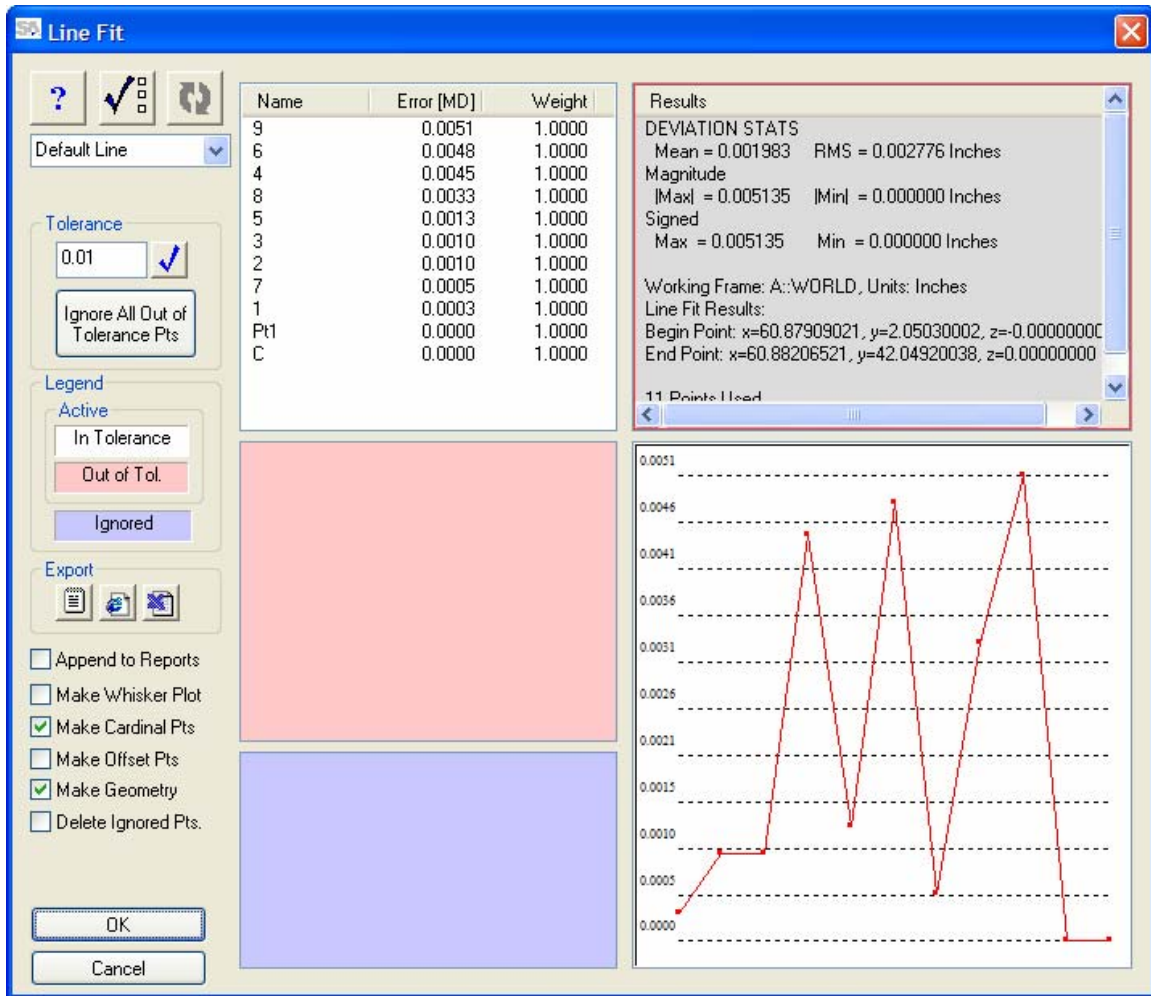 SA Line Fit
?
Default Line
Tolerance
0.01
Ignore All Out of
Tolerance Pts
Legend
Active
In Tolerance
Out of Tol.
Ignored
Export
Append to Reports
Make Whisker Plot
Make Cardinal Pts
Make Offset Pts
Make Geometry
Delete Ignored Pts.
OK
Cancel
Name Error [MD] Weight
9 0.0051 1.0000
6 0.0048 1.0000
4 0.0045 1.0000
8 0.0033 1.0000
5 0.0013 1.0000
3 0.0010 1.0000
2 0.0010 1.0000
7 0.0005 1.0000
1 0.0003 1.0000
Pt1 0.0000 1.0000
C 0.0000 1.0000
Results
DEVIATION STATS
Mean = 0.001983 RMS = 0.002776 Inches
Magnitude
|Max| = 0.005135 |Min| = 0.000000 Inches
Signed
Max = 0.005135 Min = 0.000000 Inches
Working Frame: A::WORLD, Units: Inches
Line Fit Results:
Begin Point: x=60.87909021, y=2.05030002, z=-0.0000000
End Point: x=60.88206521, y=42.04920038, z=0.00000000
11 Points Used
0.0051
0.0046
0.0041
0.0036
0.0031
0.0026
0.0021
0.0015
0.0010
0.0005
0.0000